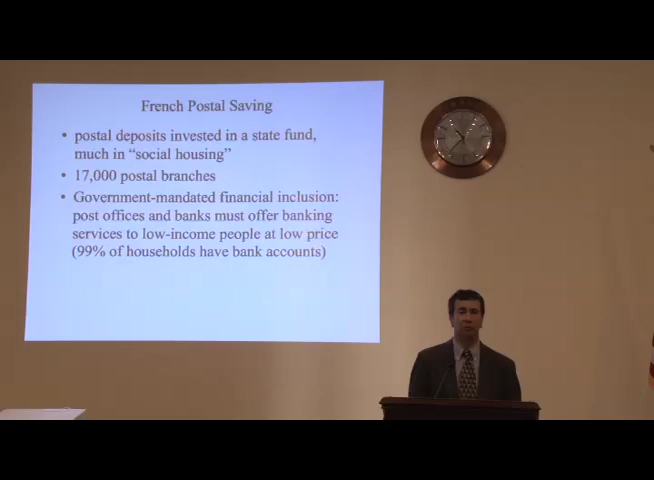 French Postal Saving
• postal deposits invested in a state fund,
much in “social housing”
• 17,000 postal branches
• Government-mandated financial inclusion:
post offices and banks must offer banking
services to low-income people at low price
(99% of households have bank accounts)